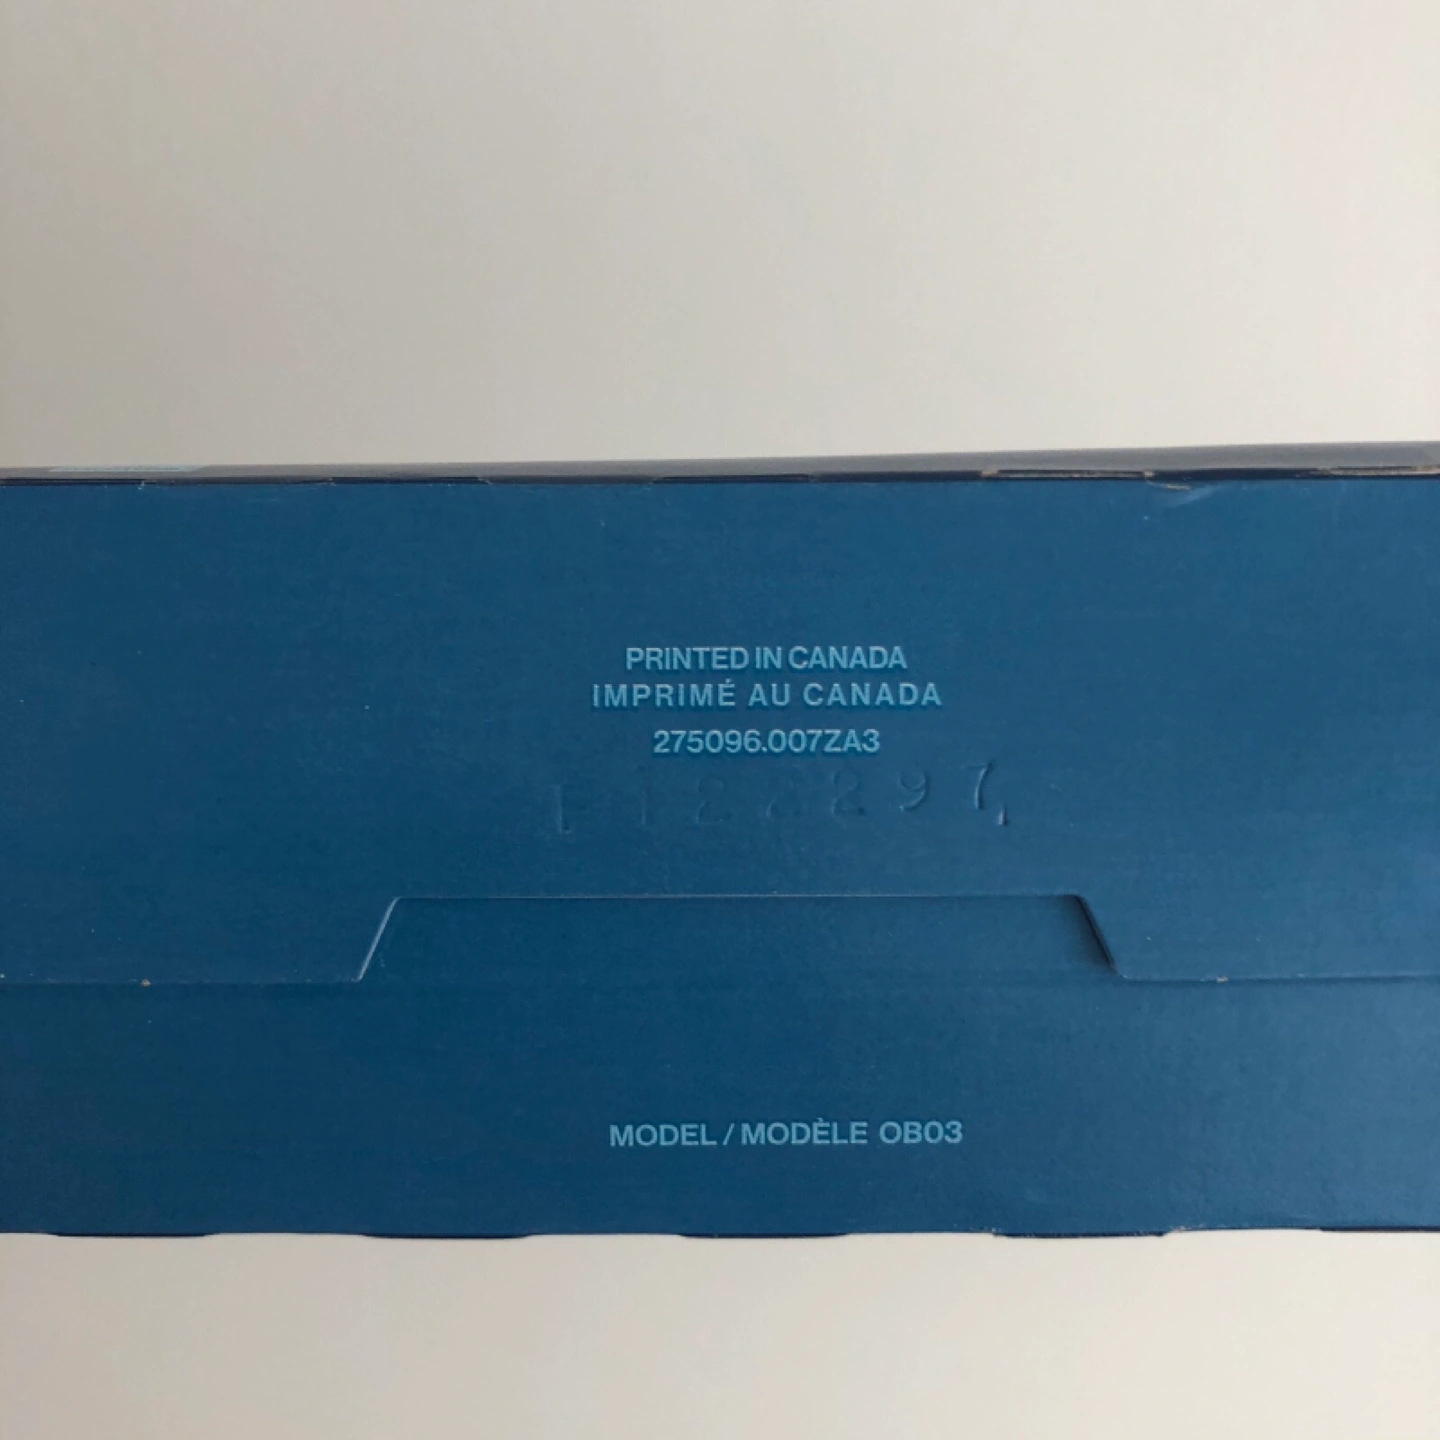 PRINTED IN CANADA
IMPRIMÉ AU CANADA
275096.007ZA3
MODEL / MODÈLE OB03